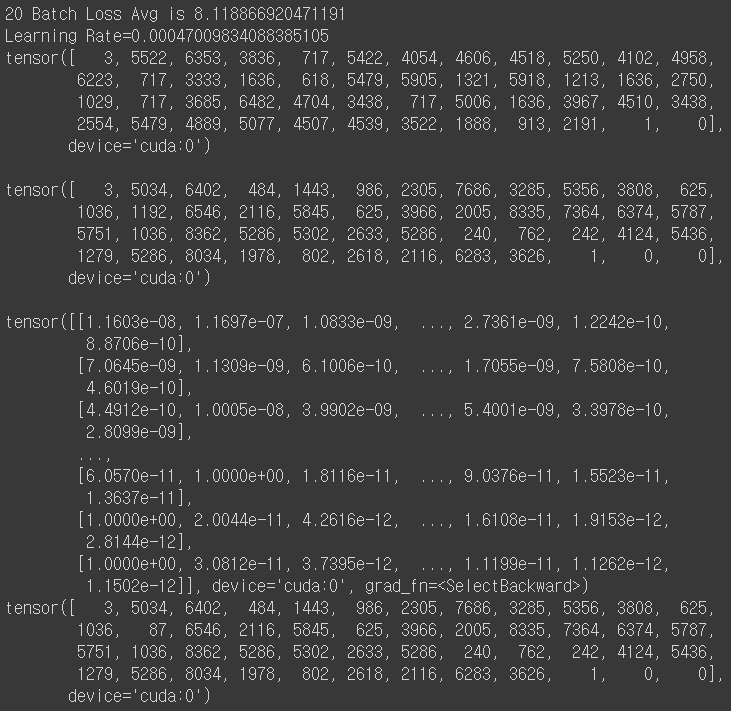 20 Batch Loss Avg is 8.118866920471191
Learning Rate=0.00047009834088385105
tensor([   3, 5522, 6353, 3836,  717, 5422, 4054, 4606, 4518, 5250, 4102, 4958,
        6223,  717, 3333, 1636,  618, 5479, 5905, 1321, 5918, 1213, 1636, 2750,
        1029,  717, 3685, 6482, 4704, 3438,  717, 5006, 1636, 3967, 4510, 3438,
        2554, 5479, 4889, 5077, 4507, 4539, 3522, 1888,  913, 2191,    1,    0],
       device='cuda:0')
tensor([   3, 5034, 6402,  484, 1443,  986, 2305, 7686, 3285, 5356, 3808,  625,
        1036, 1192, 6546, 2116, 5845,  625, 3966, 2005, 8335, 7364, 6374, 5787,
        5751, 1036, 8362, 5286, 5302, 2633, 5286,  240,  762,  242, 4124, 5436,
        1279, 5286, 8034, 1978,  802, 2618, 2116, 6283, 3626,    1,    0,    0],
       device='cuda:0')
tensor([[1.1603e-08, 1.1697e-07, 1.0833e-09,  ..., 2.7361e-09, 1.2242e-10,
         8.8706e-10],
        [7.0645e-09, 1.1309e-09, 6.1006e-10,  ..., 1.7055e-09, 7.5808e-10,
         4.6019e-10],
        [4.4912e-10, 1.0005e-08, 3.9902e-09,  ..., 5.4001e-09, 3.3978e-10,
         2.8099e-09],
        ...,
        [6.0570e-11, 1.0000e+00, 1.8116e-11,  ..., 9.0376e-11, 1.5523e-11,
         1.3637e-11],
        [1.0000e+00, 2.0044e-11, 4.2616e-12,  ..., 1.6108e-11, 1.9153e-12,
         2.8144e-12],
        [1.0000e+00, 3.0812e-11, 3.7395e-12,  ..., 1.1199e-11, 1.1262e-12,
         1.1502e-12]], device='cuda:0', grad_fn=<SelectBackward>)
tensor([   3, 5034, 6402,  484, 1443,  986, 2305, 7686, 3285, 5356, 3808,  625,
        1036,   87, 6546, 2116, 5845,  625, 3966, 2005, 8335, 7364, 6374, 5787,
        5751, 1036, 8362, 5286, 5302, 2633, 5286,  240,  762,  242, 4124, 5436,
        1279, 5286, 8034, 1978,  802, 2618, 2116, 6283, 3626,    1,    0,    0],
       device='cuda:0')